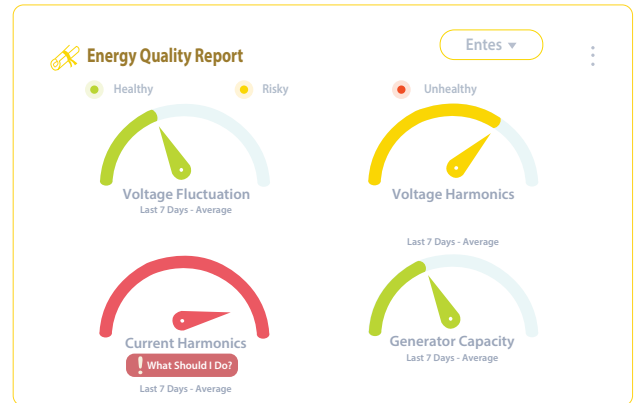 Energy Quality Report
Entes
Healthy
Risky
Unhealthy
Voltage Fluctuation
Last 7 Days - Average
Voltage Harmonics
Last 7 Days - Average
Current Harmonics
! What Should I Do?
Last 7 Days - Average
Generator Capacity
Last 7 Days - Average